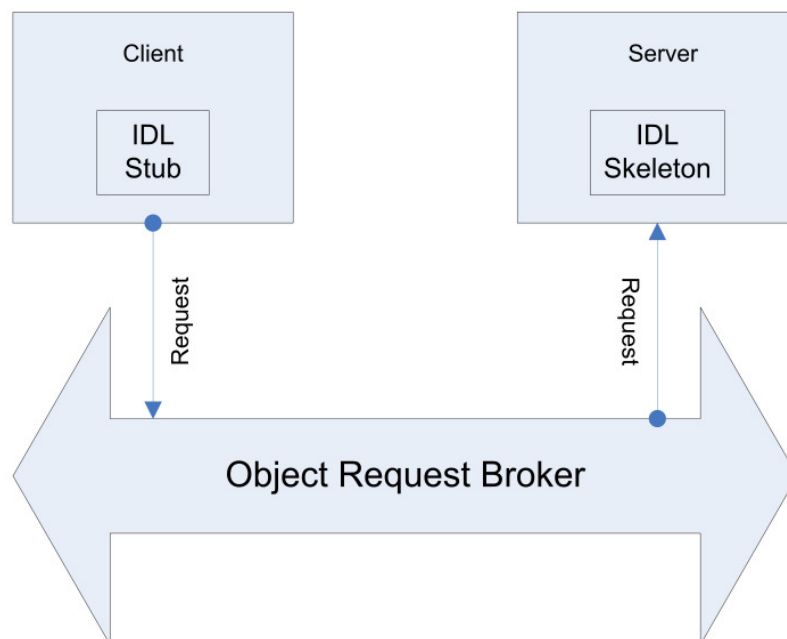 Client
IDL
Stub
Server
IDL
Skeleton
Request
Request
Object Request Broker